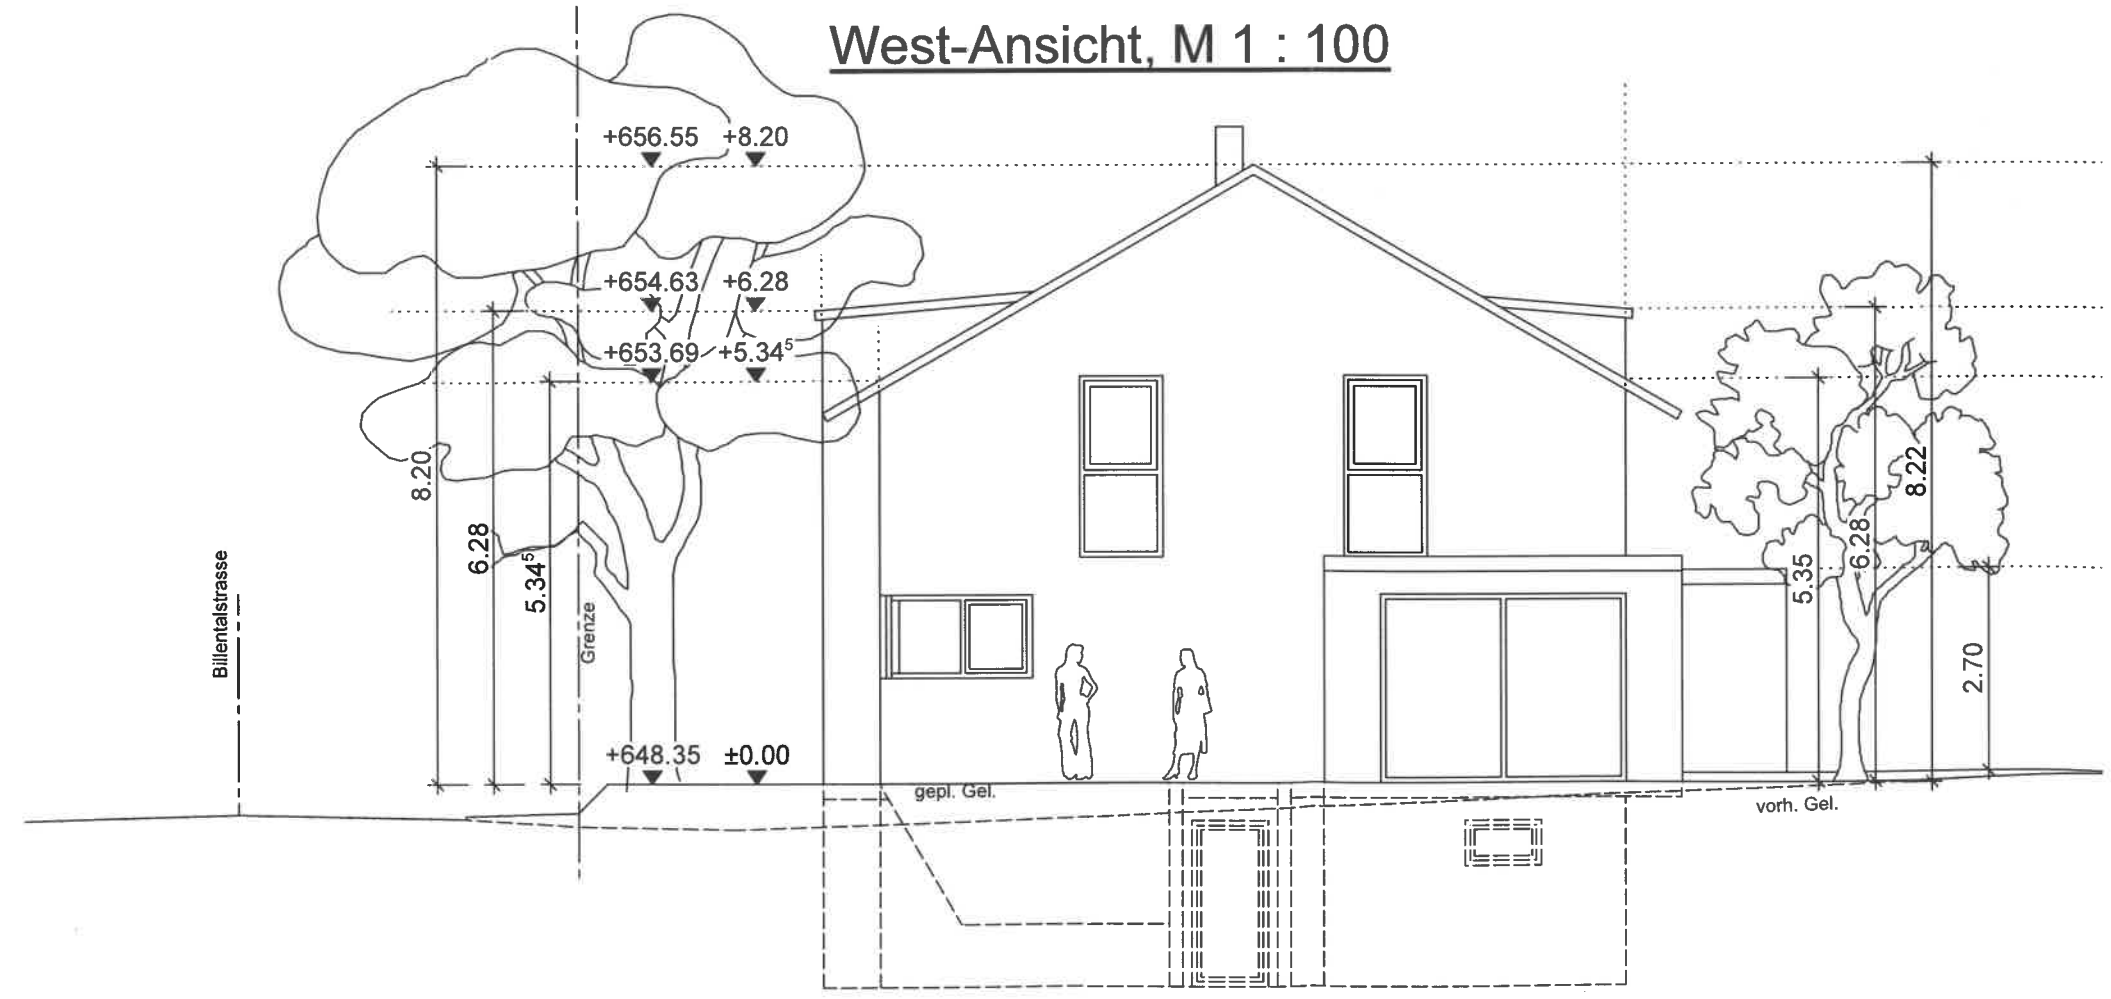 West-Ansicht, M 1 : 100
+656.55 +8.20
+654.63 +6.28
+653.69 +5.34⁵
8.20
6.28
5.34⁵
Billentalstrasse
Grenze
+648.35 ±0.00
gepl. Gel.
vorh. Gel.
5.35
6.28
8.22
2.70